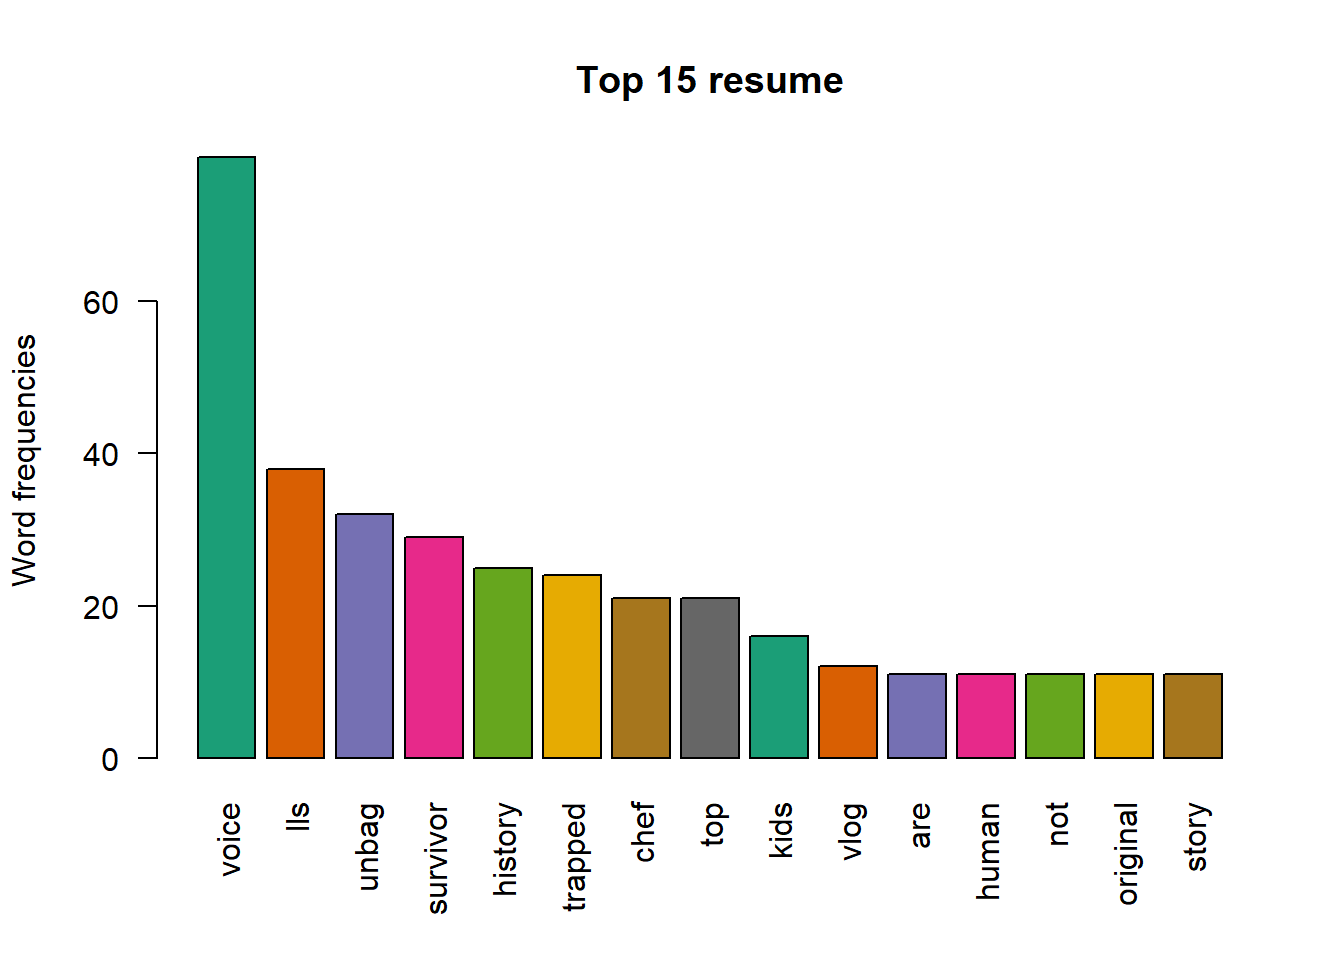 Top 15 resume
Word frequencies
60
40
20
0
voice
lls
unbag
survivor
history
trapped
chef
top
kids
vlog
are
human
not
original
story